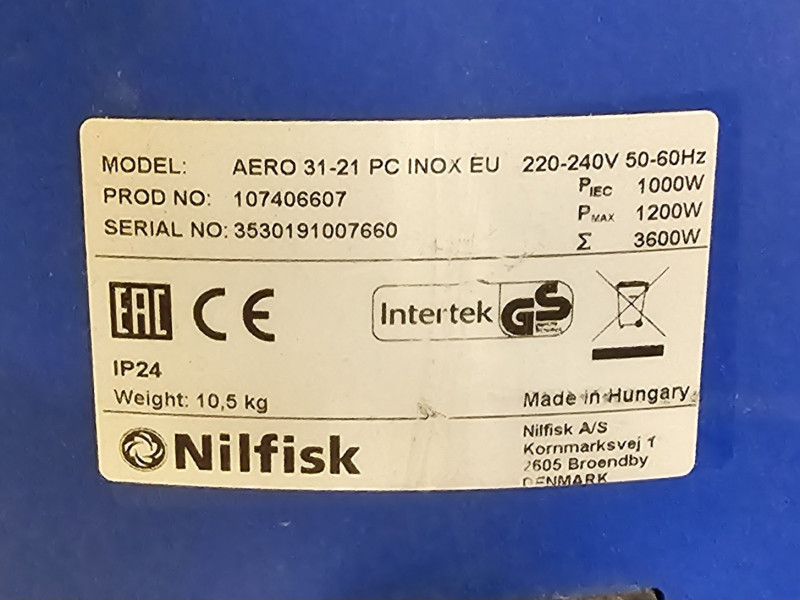 MODEL: AERO 31-21 PC INOX EU 220-240V 50-60Hz
PROD NO: 107406607 PIEC 1000W
SERIAL NO: 3530191007660 PMAX 1200W
Σ 3600W
EAC CE Intertek GS
IP24
Weight: 10,5 kg Made in Hungary
Nilfisk
Nilfisk A/S
Kornmarksvej 1
2605 Broendby
DENMARK